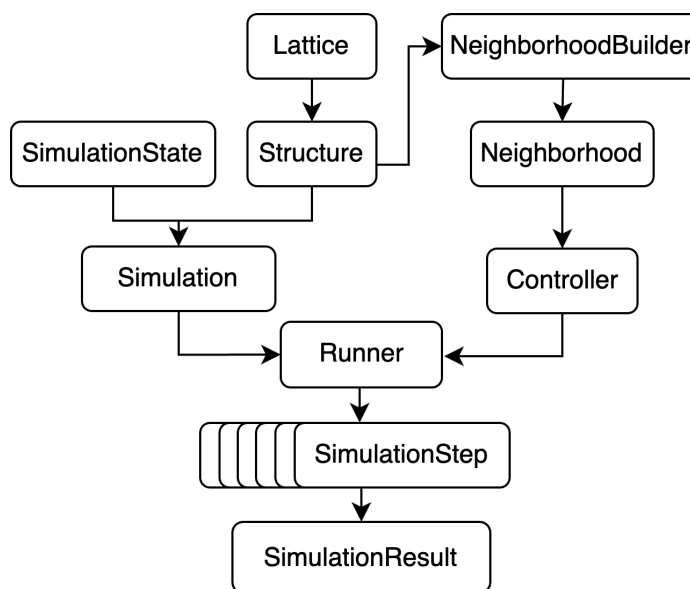 Lattice
NeighborhoodBuilder
SimulationState
Structure
Neighborhood
Simulation
Controller
Runner
SimulationStep
SimulationResult